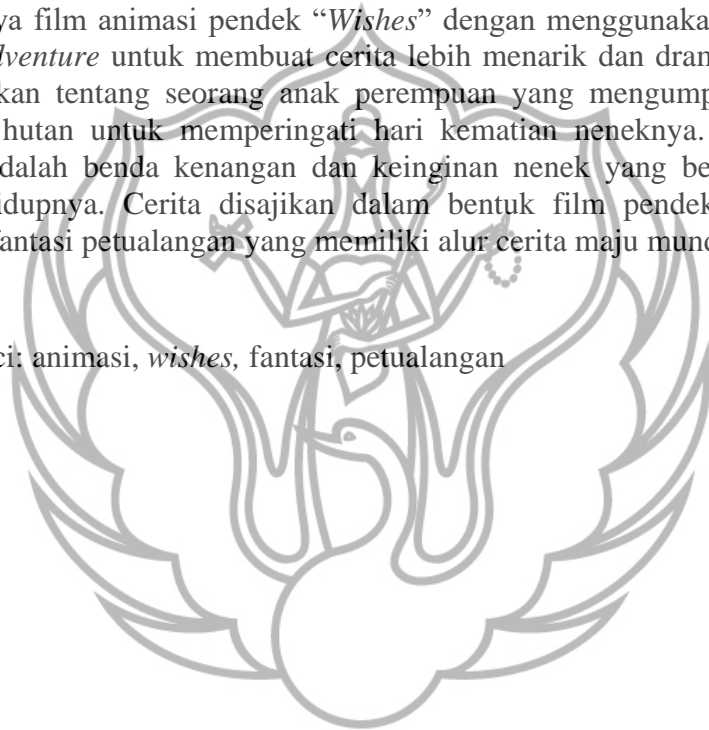 ya film animasi pendek “Wishes” dengan menggunaka
dventure untuk membuat cerita lebih menarik dan dran
kan tentang seorang anak perempuan yang mengump
hutan untuk memperingati hari kematian neneknya.
dalah benda kenangan dan keinginan nenek yang be
idupnya. Cerita disajikan dalam bentuk film pendek
fantasi petualangan yang memiliki alur cerita maju mund
ci: animasi, wishes, fantasi, petualangan